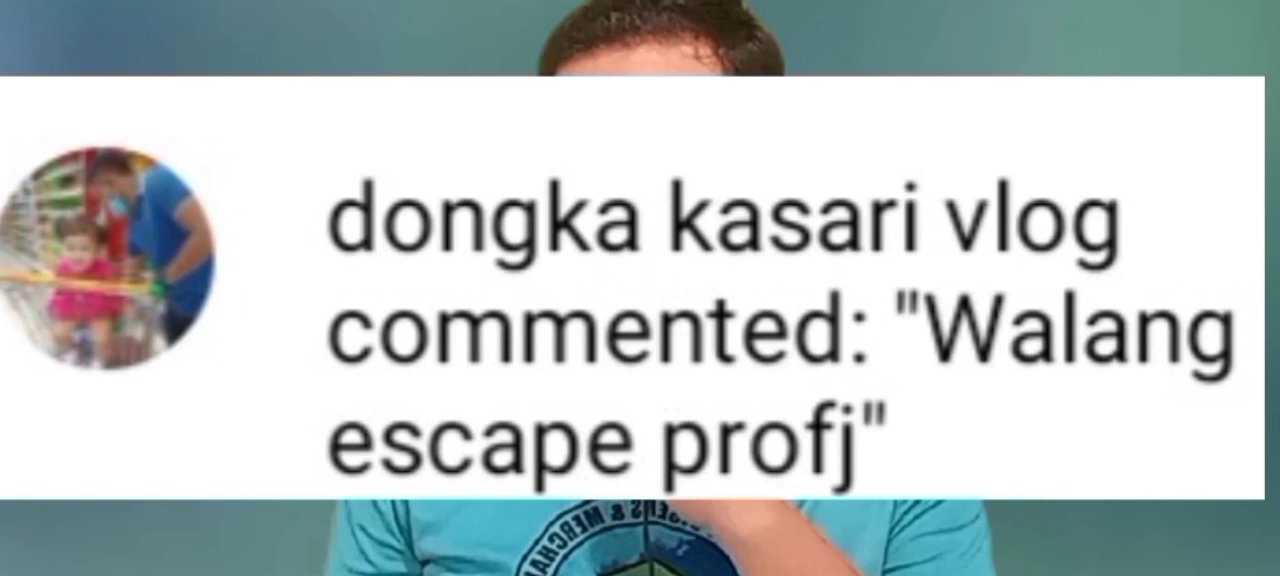 dongka kasari vlog
commented: "Walang
escape profj"